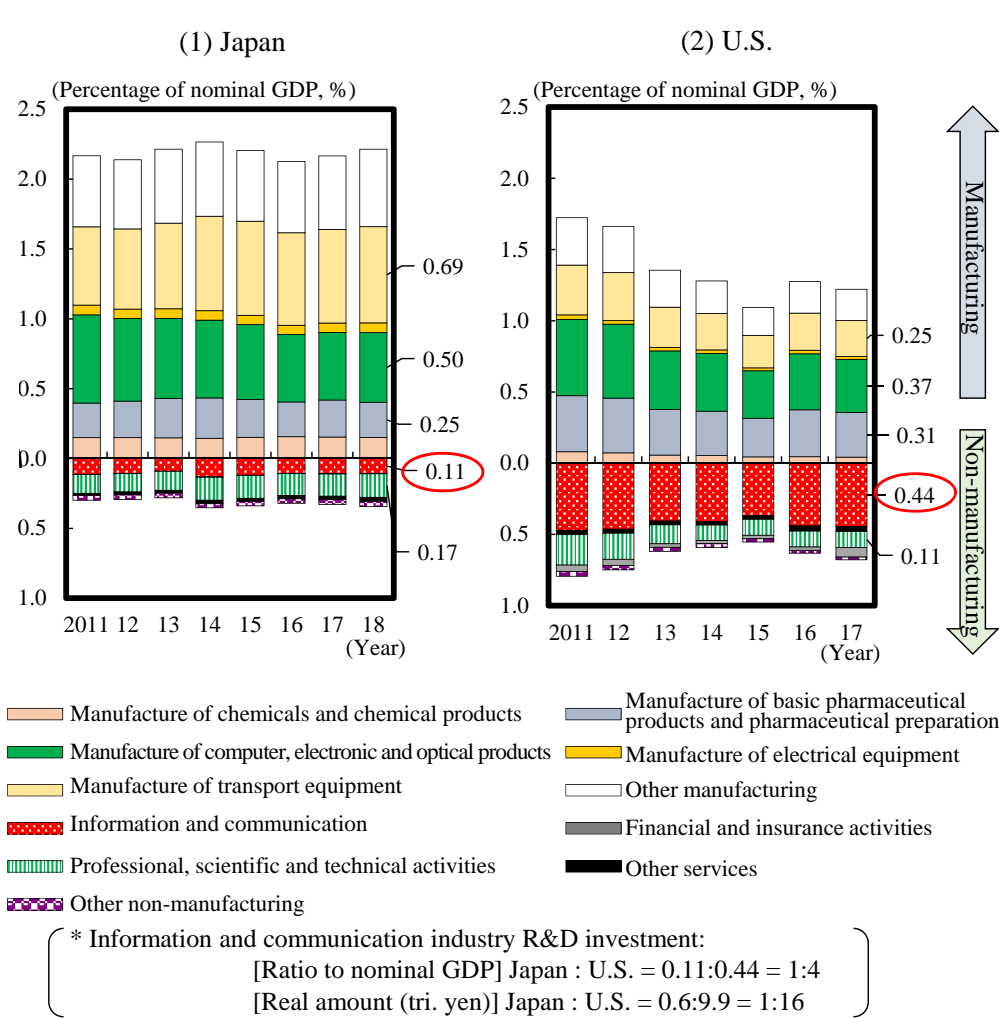 (1) Japan
(2) U.S.
(Percentage of nominal GDP, %)
(Percentage of nominal GDP, %)
2.5
2.0
1.5
1.0
0.5
0.0
0.5
1.0
0.69
0.50
0.25
0.11
0.17
2011 12 13 14 15 16 17 18
(Year)
2.5
2.0
1.5
1.0
0.5
0.0
0.5
1.0
0.25
0.37
0.31
0.44
0.11
2011 12 13 14 15 16 17
(Year)
Manufacturing
Non-manufacturing
Manufacture of chemicals and chemical products
Manufacture of basic pharmaceutical
products and pharmaceutical preparation
Manufacture of computer, electronic and optical products
Manufacture of electrical equipment
Manufacture of transport equipment
Other manufacturing
Information and communication
Financial and insurance activities
Professional, scientific and technical activities
Other services
Other non-manufacturing
* Information and communication industry R&D investment:
[Ratio to nominal GDP] Japan : U.S. = 0.11:0.44 = 1:4
[Real amount (tri. yen)] Japan : U.S. = 0.6:9.9 = 1:16